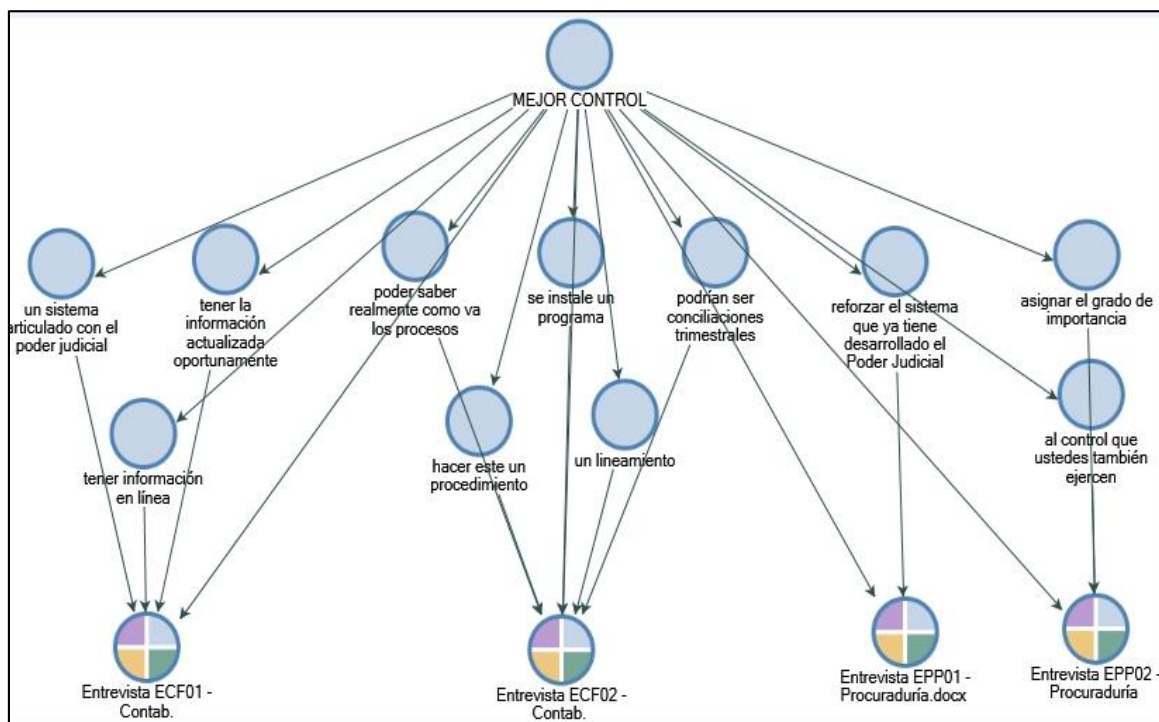 MEJOR CONTROL
un sistema
articulado con el
poder judicial
tener la
información
actualizada
oportunamente
poder saber
realmente como va
los procesos
se instale un
programa
podrían ser
conciliaciones
trimestrales
reforzar el sistema
que ya tiene
desarrollado el
Poder Judicial
asignar el grado de
importancia
tener información
en línea
hacer este un
procedimiento
un lineamiento
al control que
ustedes también
ejercen
Entrevista ECF01 -
Contab.
Entrevista ECF02 -
Contab.
Entrevista EPP01 -
Procuraduría.docx
Entrevista EPP02 -
Procuraduría